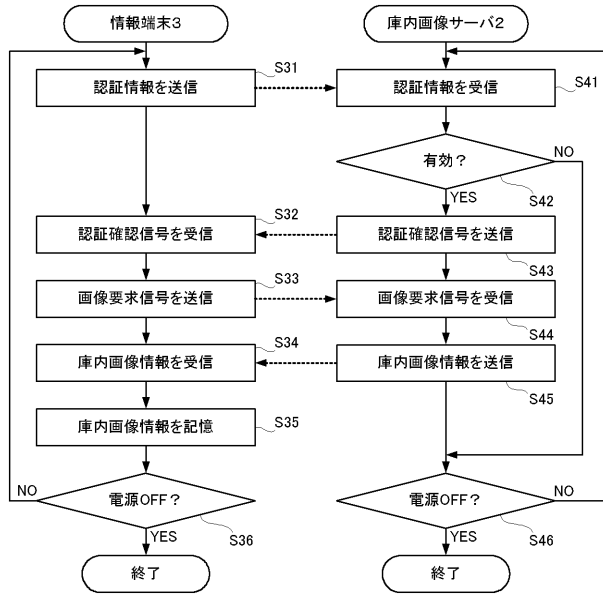 情報端末3
庫内画像サーバ2
S31
認証情報を送信
認証情報を受信
S41
有効？
NO
S42
YES
S32
認証確認信号を受信
認証確認信号を送信
S43
S33
画像要求信号を送信
画像要求信号を受信
S44
S34
庫内画像情報を受信
庫内画像情報を送信
S45
庫内画像情報を記憶
S35
NO
電源OFF？
電源OFF？
NO
YES
S36
YES
S46
終了
終了